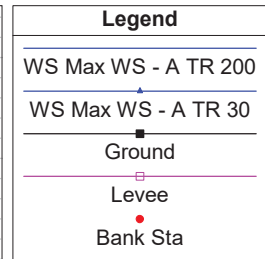 Legend
WS Max WS - A TR 200
WS Max WS - A TR 30
Ground
Levee
Bank Sta